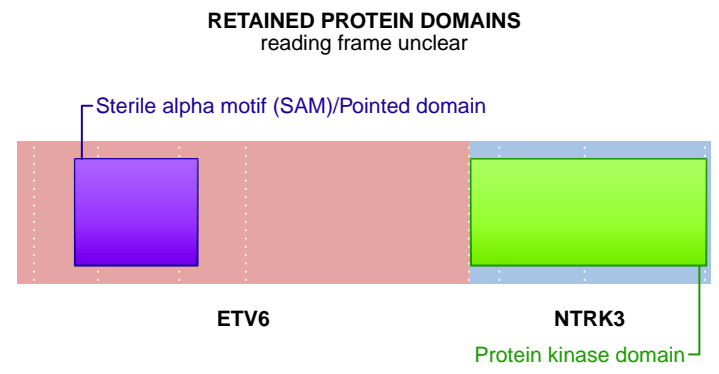 RETAINED PROTEIN DOMAINS
reading frame unclear
Sterile alpha motif (SAM)/Pointed domain
ETV6
NTRK3
Protein kinase domain